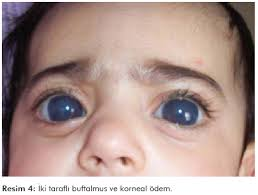 Resim 4: İki taraflı buftalmus ve korneal ödem.